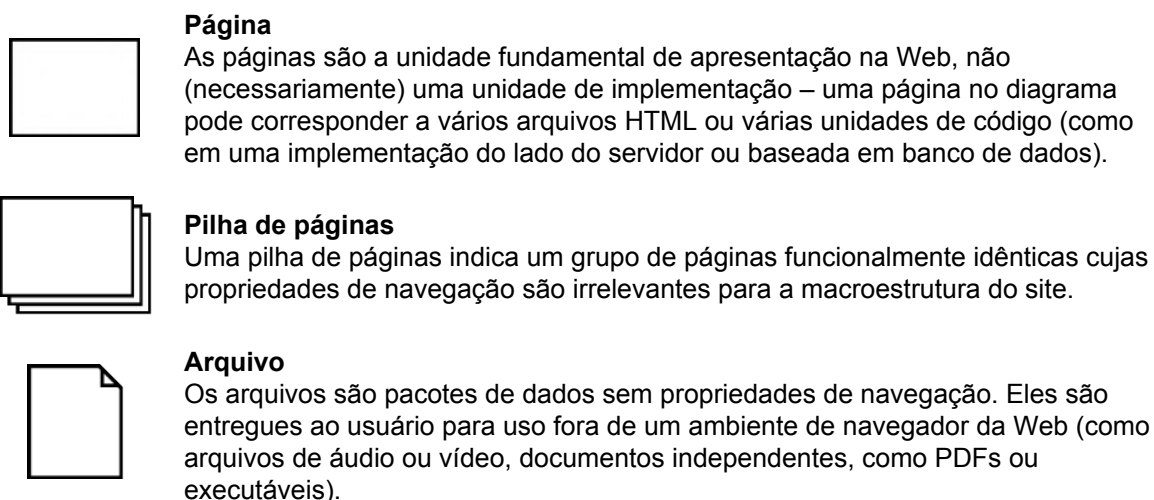 Página
As páginas são a unidade fundamental de apresentação na Web, não
(necessariamente) uma unidade de implementação – uma página no diagrama
pode corresponder a vários arquivos HTML ou várias unidades de código (como
em uma implementação do lado do servidor ou baseada em banco de dados).
Pilha de páginas
Uma pilha de páginas indica um grupo de páginas funcionalmente idênticas cujas
propriedades de navegação são irrelevantes para a macroestrutura do site.
Arquivo
Os arquivos são pacotes de dados sem propriedades de navegação. Eles são
entregues ao usuário para uso fora de um ambiente de navegador da Web (como
arquivos de áudio ou vídeo, documentos independentes, como PDFs ou
executáveis).